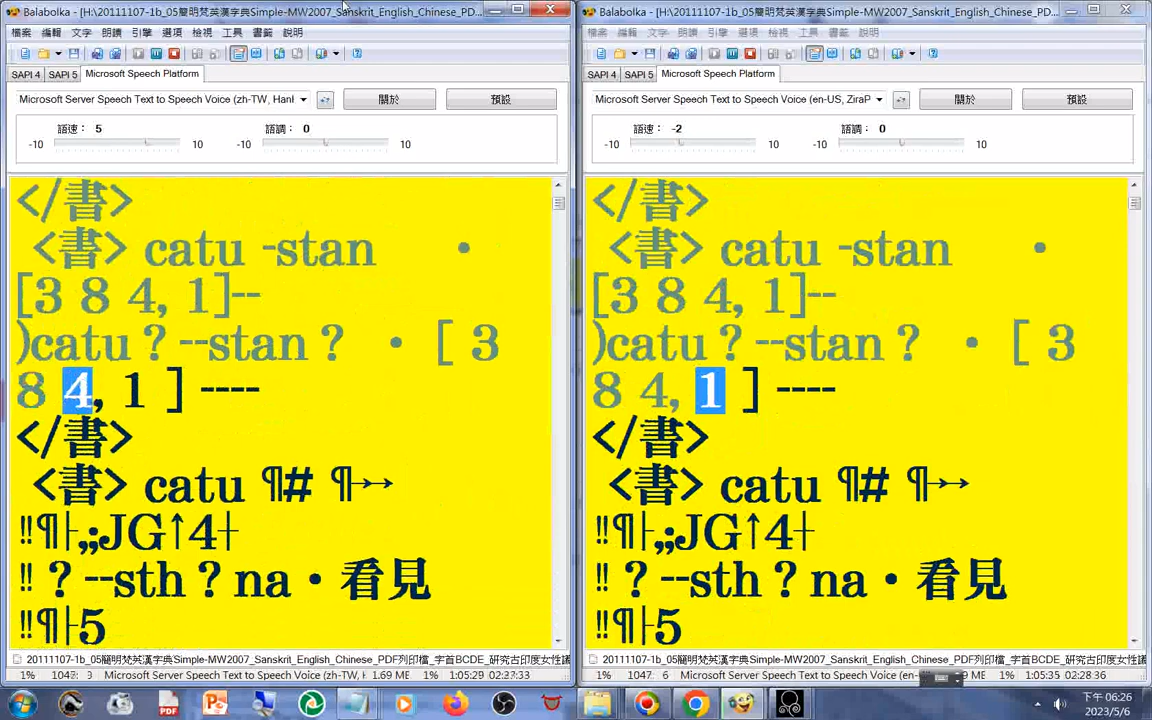 Balabolka - [H:\20111107-1b_05簡明梵英漢字典Simple-MW2007_Sanskrit_English_Chinese_PD...
檔案 編輯 文字 朗讀 引擎 選項 檢視 工具 書籤 說明
SAPI 4 SAPI 5 Microsoft Speech Platform
Microsoft Server Speech Text to Speech Voice (zh-TW, Hanl
關於 預設
語速: 5 語調: 0
-10 10 -10 10
</書>
<書> catu -stan •
[3 8 4, 1]--
)catu ? --stan ? • [ 3
8 4, 1 ] ----
</書>
<書> catu ¶# ¶➳
‼¶├,;JG↑4┼
‼ ? --sth ? na • 看見
‼¶├5
20111107-1b_05簡明梵英漢字典Simple-MW2007_Sanskrit_English_Chinese_PDF列印檔_字首BCDE_研究古印度女性議
1% Microsoft Server Speech Text to Speech Voice (zh-TW, H 1.69 MB 1% 1:05:29 02:27:33
Balabolka - [H:\20111107-1b_05簡明梵英漢字典Simple-MW2007_Sanskrit_English_Chinese_PD...
檔案 編輯 文字 朗讀 引擎 選項 檢視 工具 書籤 說明
SAPI 4 SAPI 5 Microsoft Speech Platform
Microsoft Server Speech Text to Speech Voice (en-US, ZiraP
關於 預設
語速: -2 語調: 0
-10 10 -10 10
</書>
<書> catu -stan •
[3 8 4, 1]--
)catu ? --stan ? • [ 3
8 4, 1 ] ----
</書>
<書> catu ¶# ¶➳
‼¶├,;JG↑4┼
‼ ? --sth ? na • 看見
‼¶├5
20111107-1b_05簡明梵英漢字典Simple-MW2007_Sanskrit_English_Chinese_PDF列印檔_字首BCDE_研究古印度女性議
1% Microsoft Server Speech Text to Speech Voice (en- 1% 1:05:35 02:28:36
PDF
下午 06:26
2023/5/6